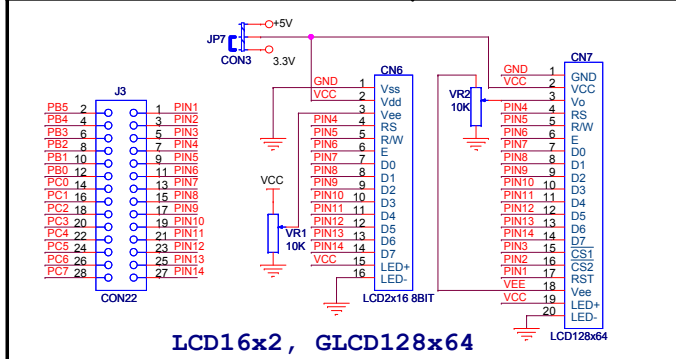 +5V
JP7
CON3
3.3V
J3
PB5 2 1 PIN1
PB4 4 3 PIN2
PB3 6 5 PIN3
PB2 8 7 PIN4
PB1 10 9 PIN5
PB0 12 11 PIN6
PC0 14 13 PIN7
PC1 16 15 PIN8
PC2 18 17 PIN9
PC3 20 19 PIN10
PC4 22 21 PIN11
PC5 24 23 PIN12
PC6 26 25 PIN13
PC7 28 27 PIN14
CON22
VCC
VR1
10K
CN6
GND 1 Vss
VCC 2 Vdd
3 Vee
PIN4 4 RS
PIN5 5 R/W
PIN6 6 E
PIN7 7 D0
PIN8 8 D1
PIN9 9 D2
PIN10 10 D3
PIN11 11 D4
PIN12 12 D5
PIN13 13 D6
PIN14 14 D7
VCC 15 LED+
16 LED-
LCD2x16 8BIT
VR2
10K
CN7
GND 1 GND
VCC 2 VCC
3 Vo
PIN4 4 RS
PIN5 5 R/W
PIN6 6 E
PIN7 7 D0
PIN8 8 D1
PIN9 9 D2
PIN10 10 D3
PIN11 11 D4
PIN12 12 D5
PIN13 13 D6
PIN14 14 D7
PIN3 15 CS1
PIN2 16 CS2
PIN1 17 RST
VEE 18 Vee
VCC 19 LED+
20 LED-
LCD128x64
LCD16x2, GLCD128x64